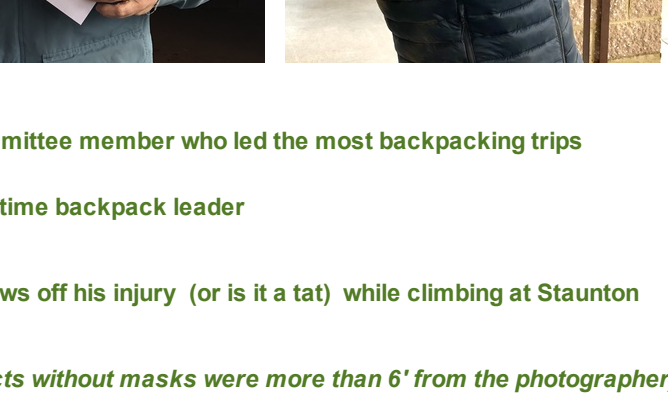 mittee member who led the most backpacking trips
time backpack leader
ws off his injury (or is it a tat) while climbing at Staunton
cts without masks were more than 6' from the photographer,